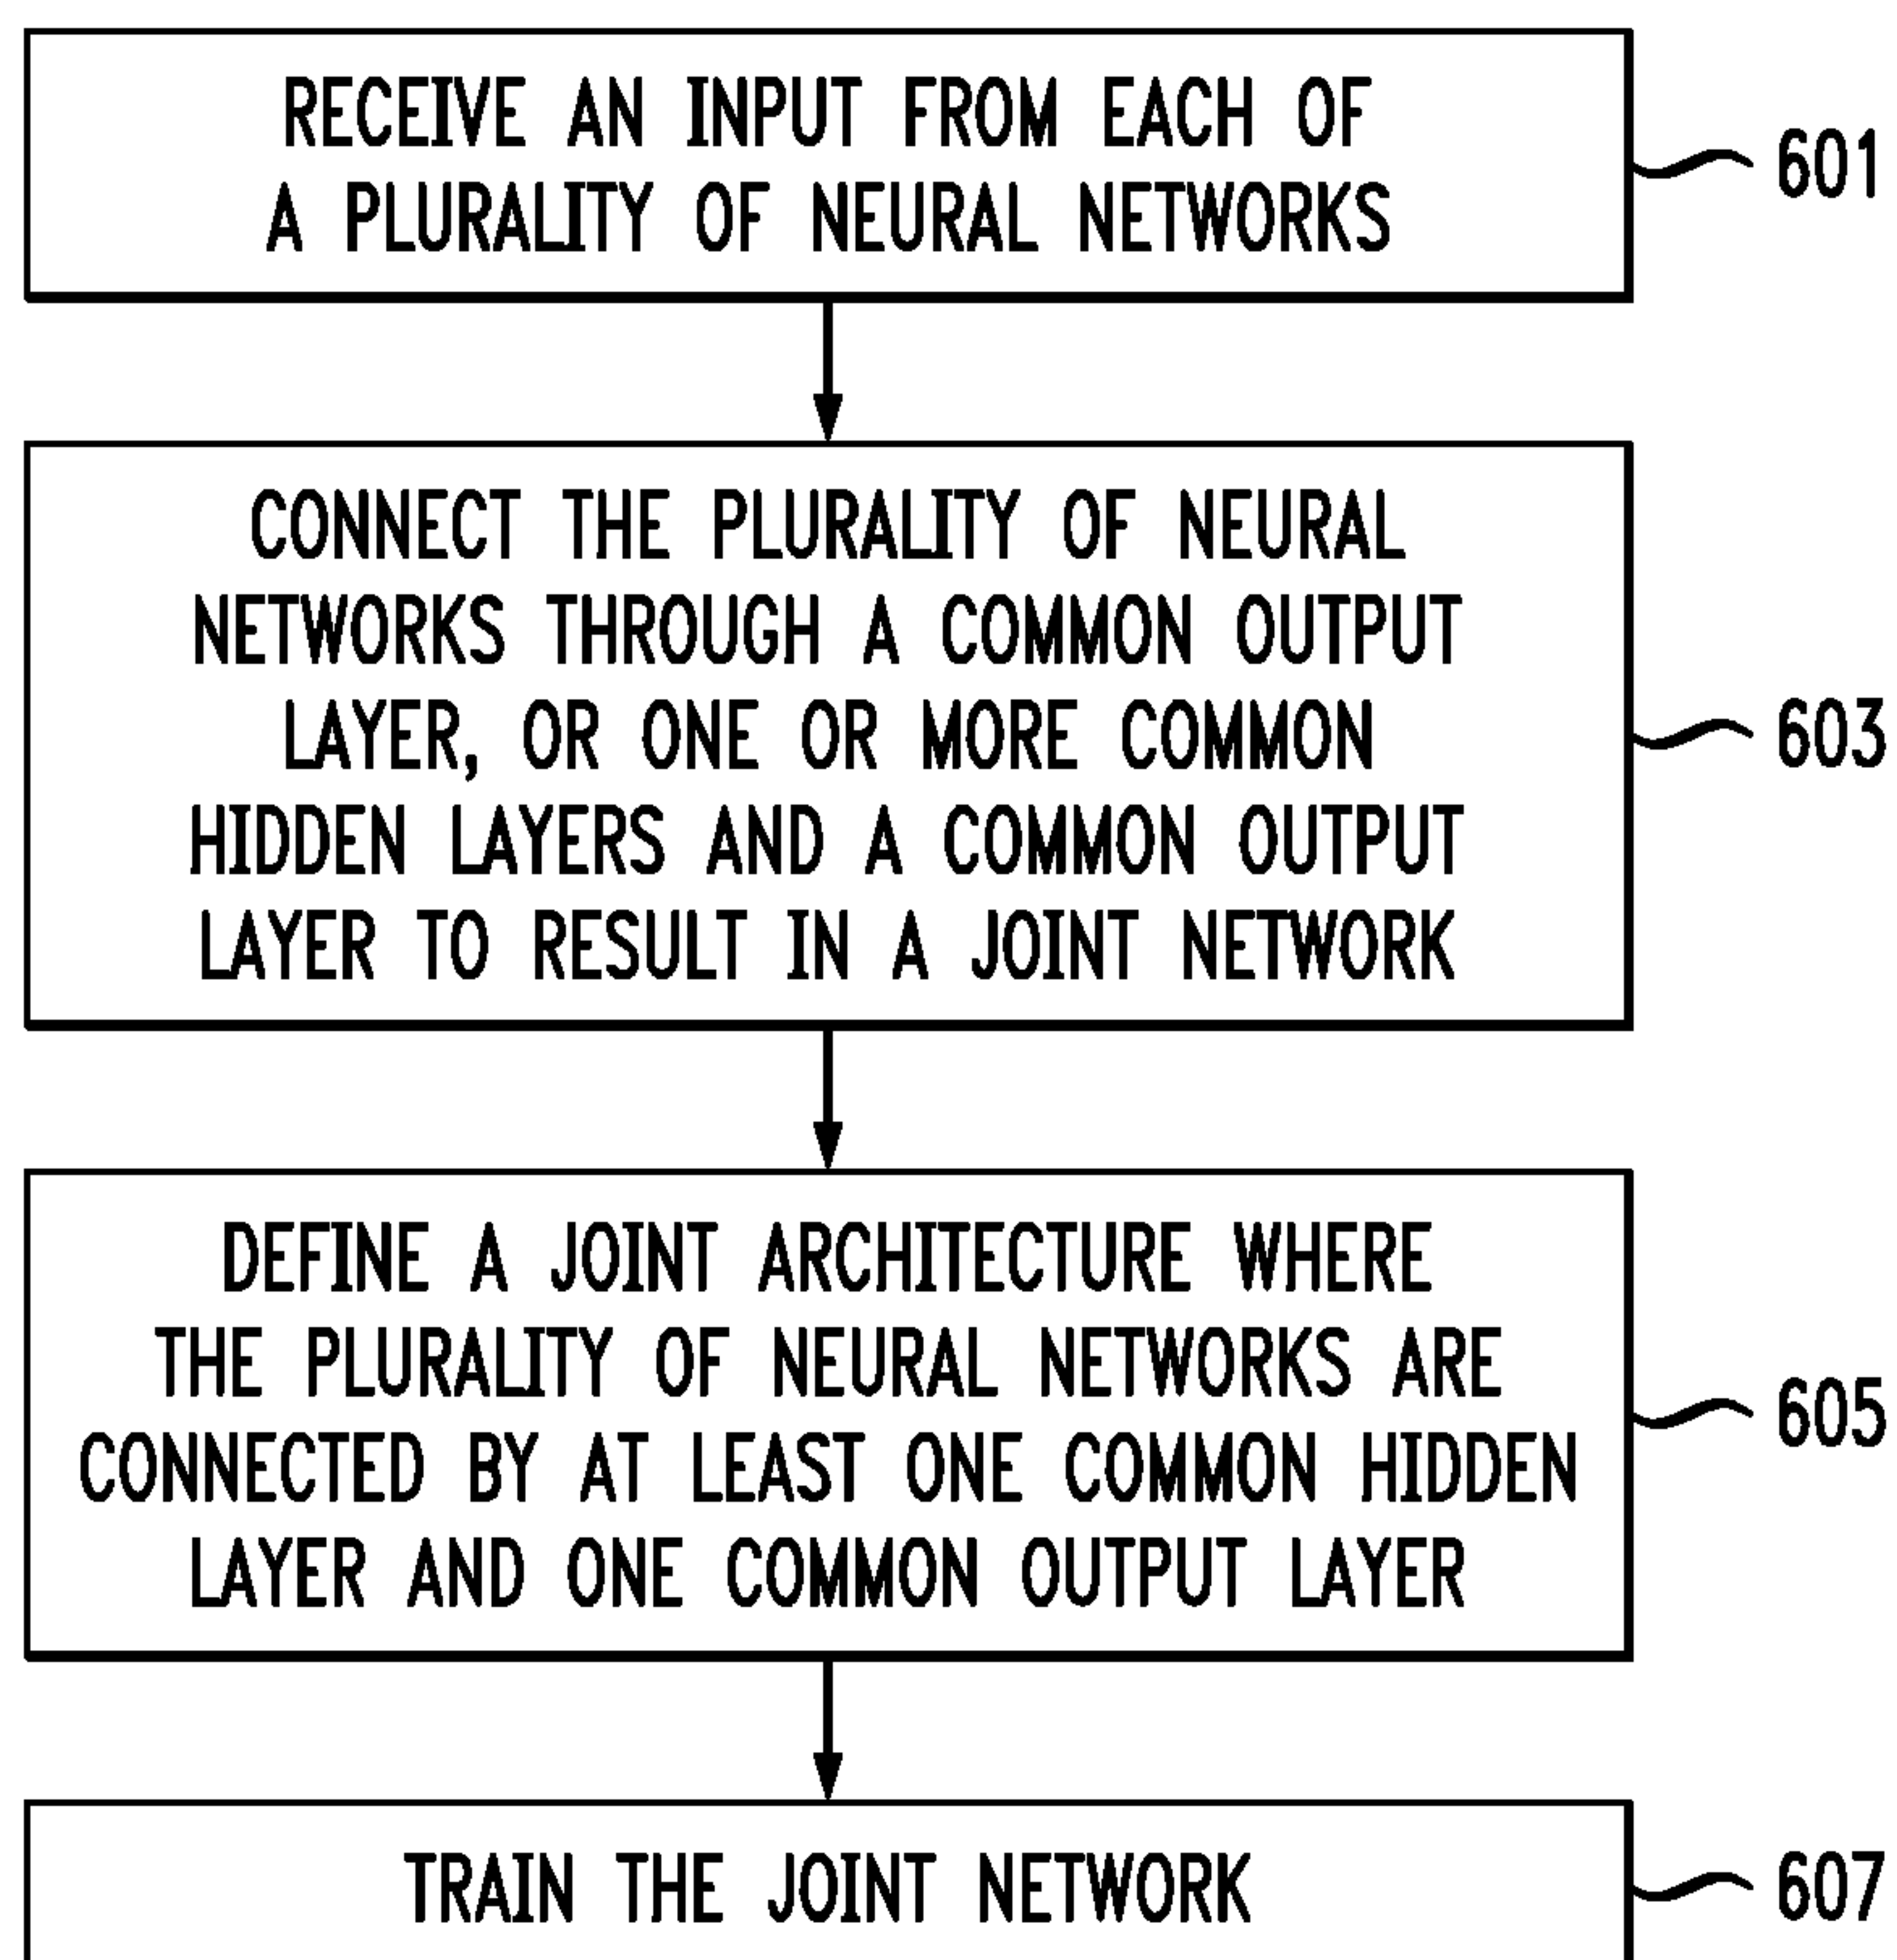 RECEIVE AN INPUT FROM EACH OF
A PLURALITY OF NEURAL NETWORKS
601
CONNECT THE PLURALITY OF NEURAL
NETWORKS THROUGH A COMMON OUTPUT
LAYER, OR ONE OR MORE COMMON
HIDDEN LAYERS AND A COMMON OUTPUT
LAYER TO RESULT IN A JOINT NETWORK
603
DEFINE A JOINT ARCHITECTURE WHERE
THE PLURALITY OF NEURAL NETWORKS ARE
CONNECTED BY AT LEAST ONE COMMON HIDDEN
LAYER AND ONE COMMON OUTPUT LAYER
605
TRAIN THE JOINT NETWORK
607